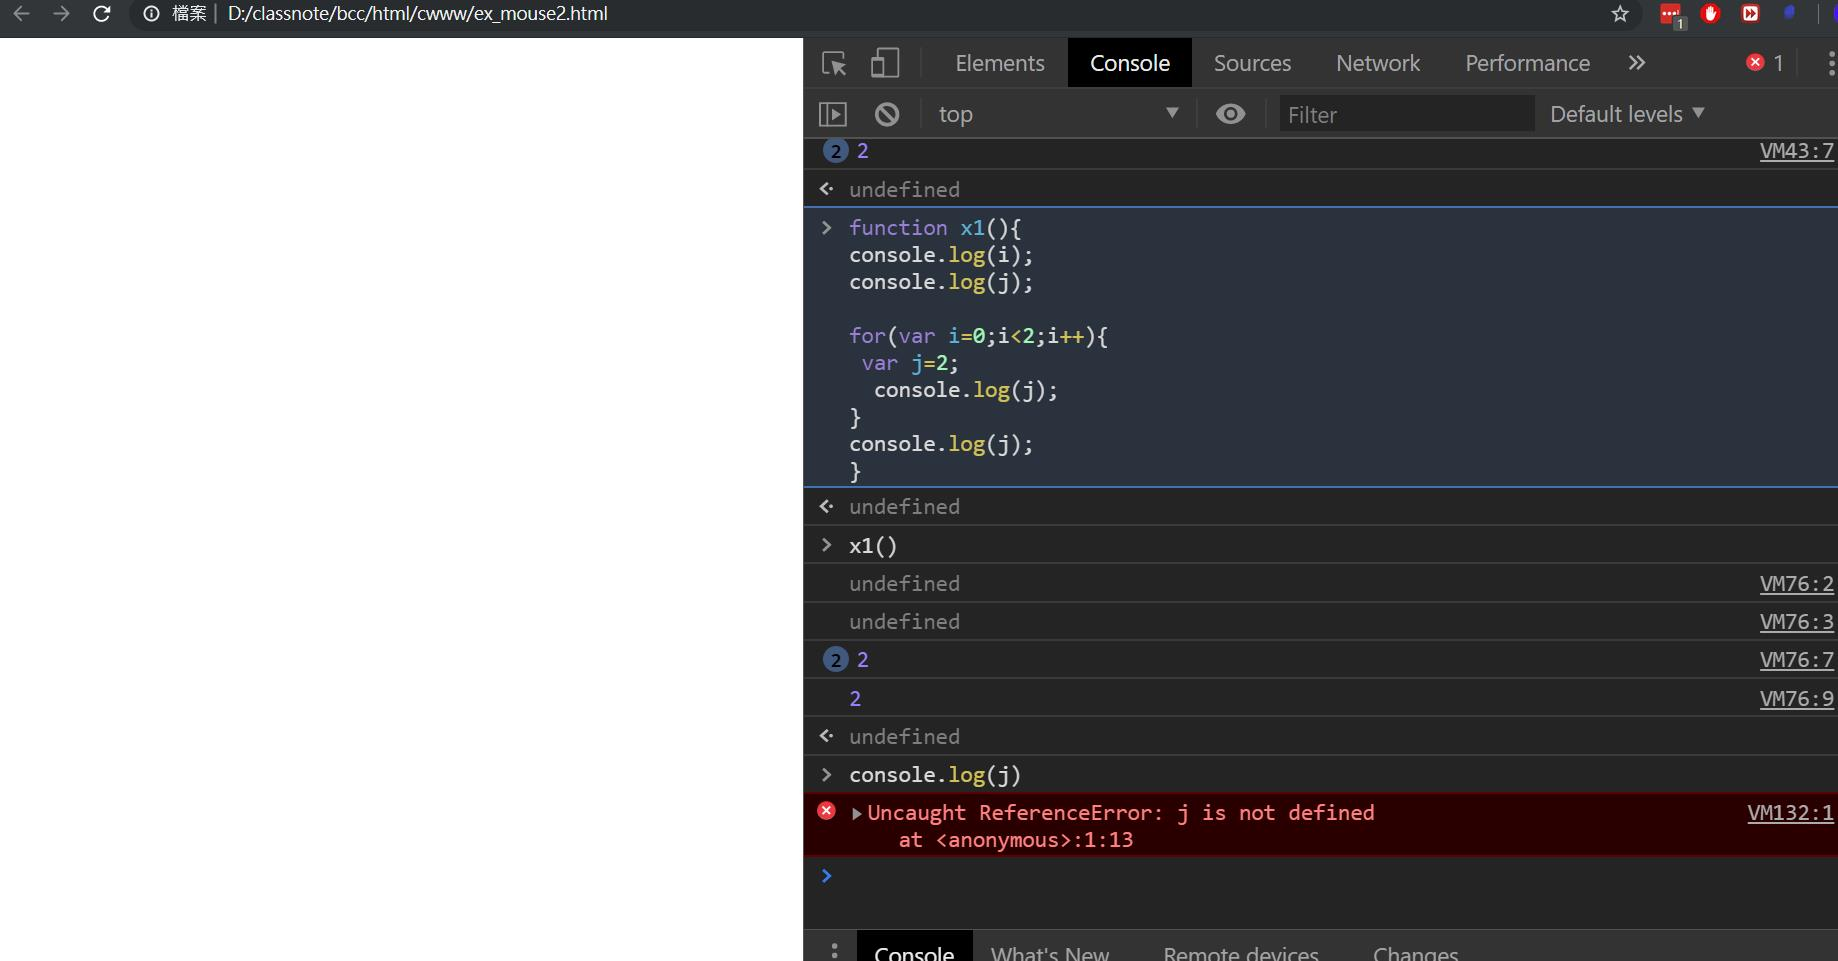 檔案 D:/classnote/bcc/html/cwww/ex_mouse2.html
1
Elements Console Sources Network Performance 1
top Filter Default levels
2 2 VM43:7
undefined
function x1(){
console.log(i);
console.log(j);
for(var i=0;i<2;i++){
var j=2;
console.log(j);
}
console.log(j);
}
undefined
x1()
undefined VM76:2
undefined VM76:3
2 2 VM76:7
2 VM76:9
undefined
console.log(j)
Uncaught ReferenceError: j is not defined VM132:1
at <anonymous>:1:13
Console What's New Remote devices Changes